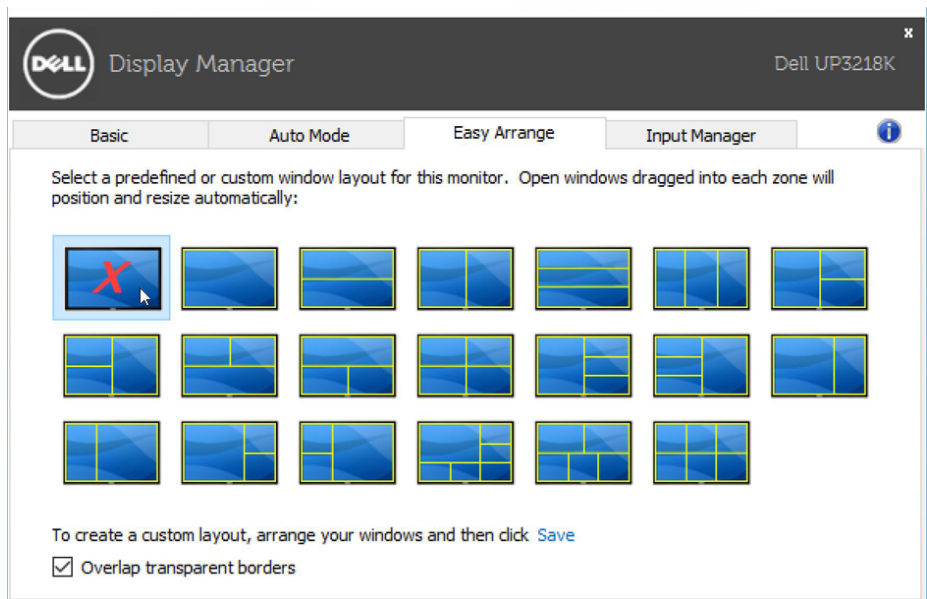 DELL
Display Manager
Dell UP3218K
x
Basic
Auto Mode
Easy Arrange
Input Manager
i
Select a predefined or custom window layout for this monitor.  Open windows dragged into each zone will
position and resize automatically:
X
To create a custom layout, arrange your windows and then click Save
Overlap transparent borders